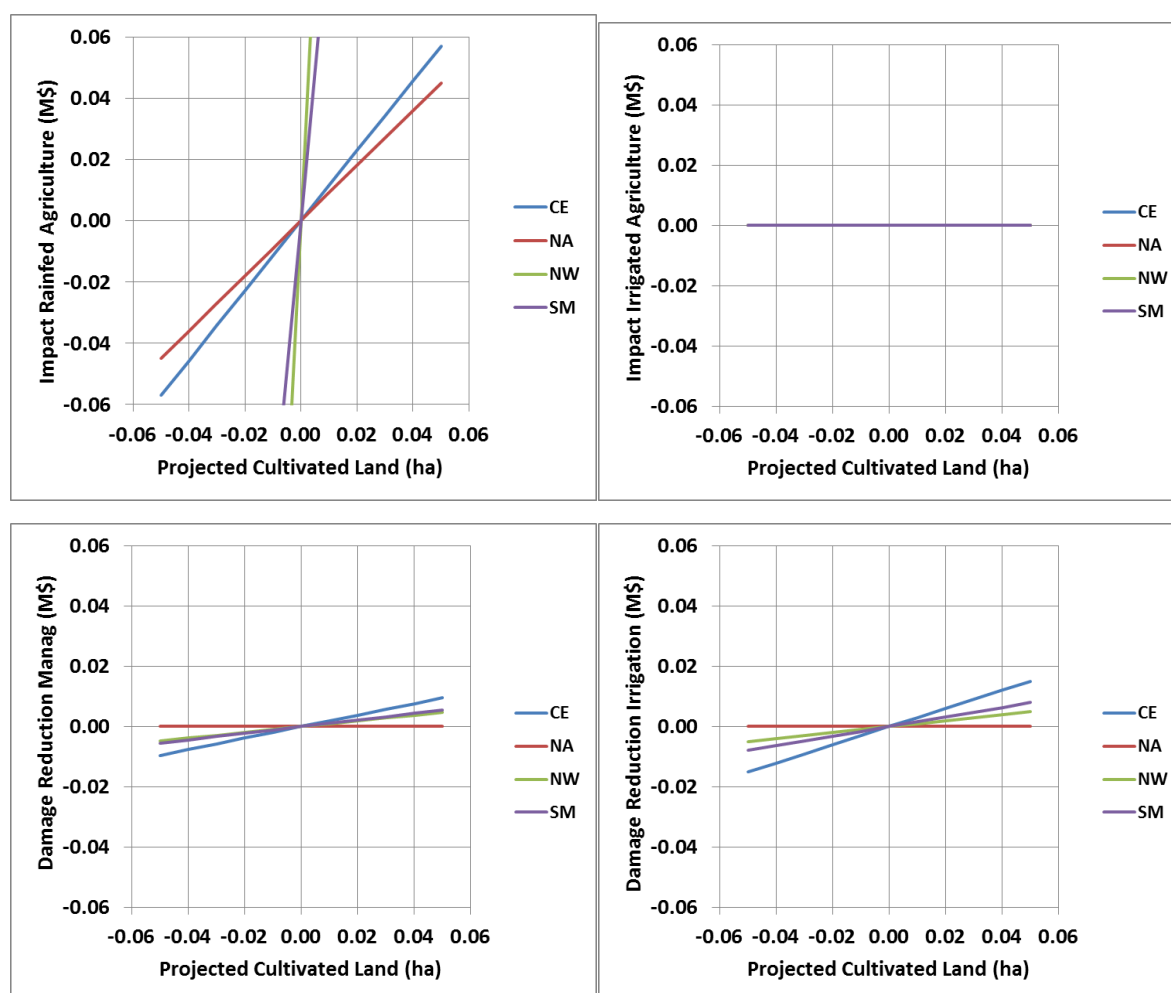 Impact Rainfed Agriculture (M$)
0.06
0.04
0.02
0.00
-0.02
-0.04
-0.06
-0.06 -0.04 -0.02 0.00 0.02 0.04 0.06
Projected Cultivated Land (ha)
CE
NA
NW
SM
Impact Irrigated Agriculture (M$)
0.06
0.04
0.02
0.00
-0.02
-0.04
-0.06
-0.06 -0.04 -0.02 0.00 0.02 0.04 0.06
Projected Cultivated Land (ha)
CE
NA
NW
SM
Damage Reduction Manag (M$)
0.06
0.04
0.02
0.00
-0.02
-0.04
-0.06
-0.06 -0.04 -0.02 0.00 0.02 0.04 0.06
Projected Cultivated Land (ha)
CE
NA
NW
SM
Damage Reduction Irrigation (M$)
0.06
0.04
0.02
0.00
-0.02
-0.04
-0.06
-0.06 -0.04 -0.02 0.00 0.02 0.04 0.06
Projected Cultivated Land (ha)
CE
NA
NW
SM